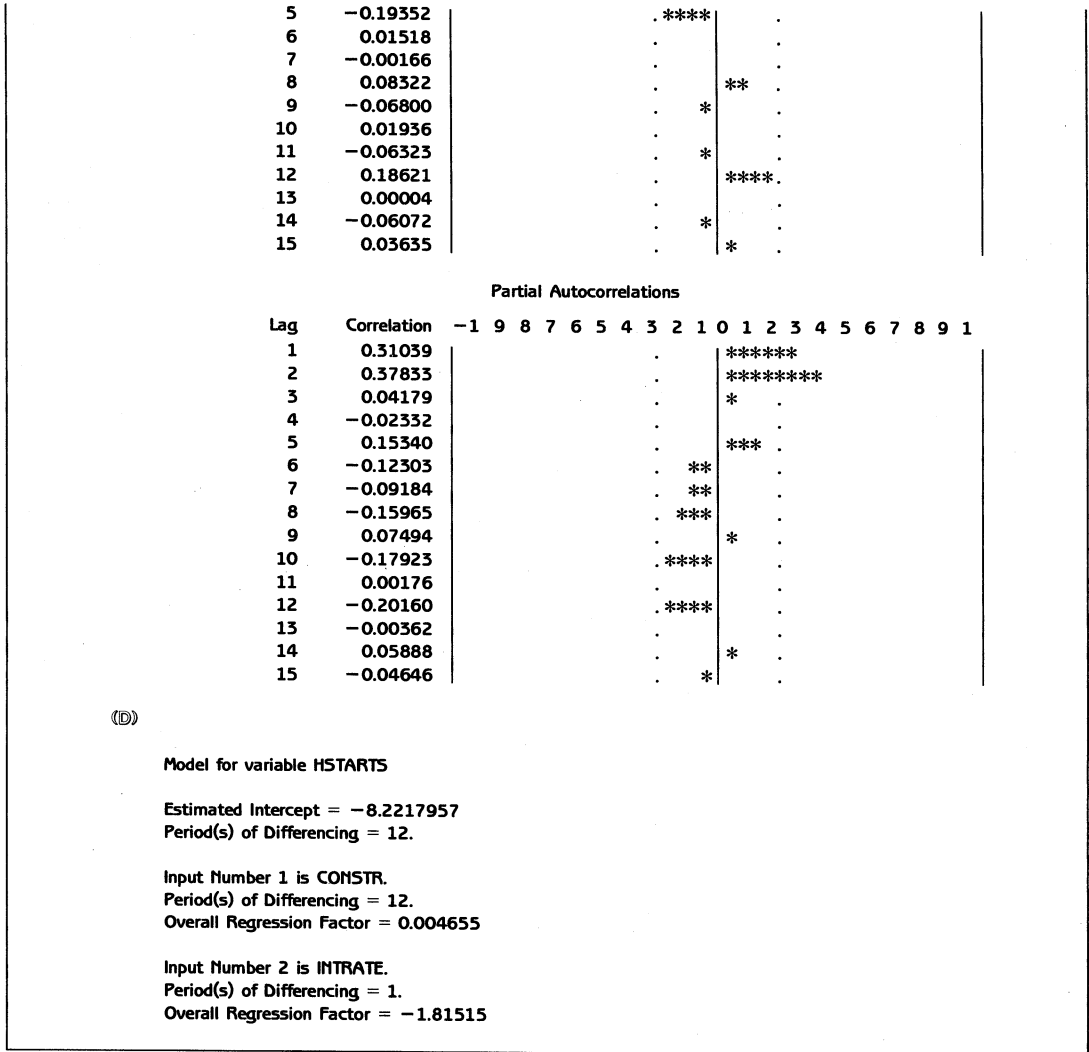 5 −0.19352 | . ****| . |
6 0.01518 | . | . |
7 −0.00166 | . | . |
8 0.08322 | . |** . |
9 −0.06800 | . *| . |
10 0.01936 | . | . |
11 −0.06323 | . *| . |
12 0.18621 | . |****. |
13 0.00004 | . | . |
14 −0.06072 | . *| . |
15 0.03635 | . |* . |
Partial Autocorrelations
Lag Correlation −1 9 8 7 6 5 4 3 2 1 0 1 2 3 4 5 6 7 8 9 1
1 0.31039 | . |****** |
2 0.37833 | . |******** |
3 0.04179 | . |* . |
4 −0.02332 | . | . |
5 0.15340 | . |*** . |
6 −0.12303 | . **| . |
7 −0.09184 | . **| . |
8 −0.15965 | . ***| . |
9 0.07494 | . |* . |
10 −0.17923 | . ****| . |
11 0.00176 | . | . |
12 −0.20160 | . ****| . |
13 −0.00362 | . | . |
14 0.05888 | . |* . |
15 −0.04646 | . *| . |
(D)
Model for variable HSTARTS
Estimated Intercept = −8.2217957
Period(s) of Differencing = 12.
Input Number 1 is CONSTR.
Period(s) of Differencing = 12.
Overall Regression Factor = 0.004655
Input Number 2 is INTRATE.
Period(s) of Differencing = 1.
Overall Regression Factor = −1.81515